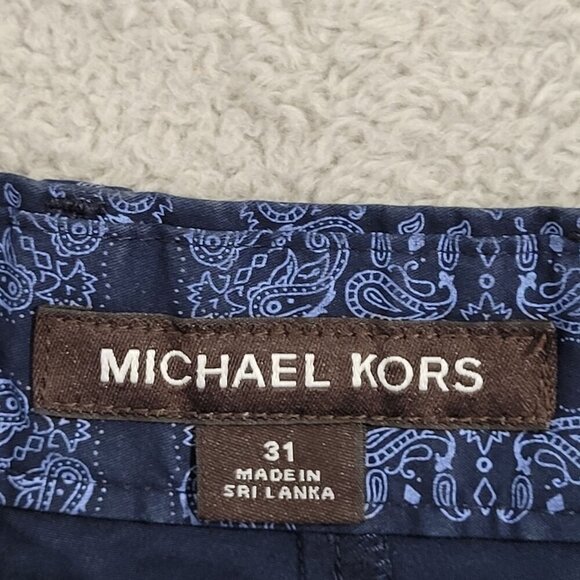 MICHAEL KORS
31
MADE IN
SRI LANKA